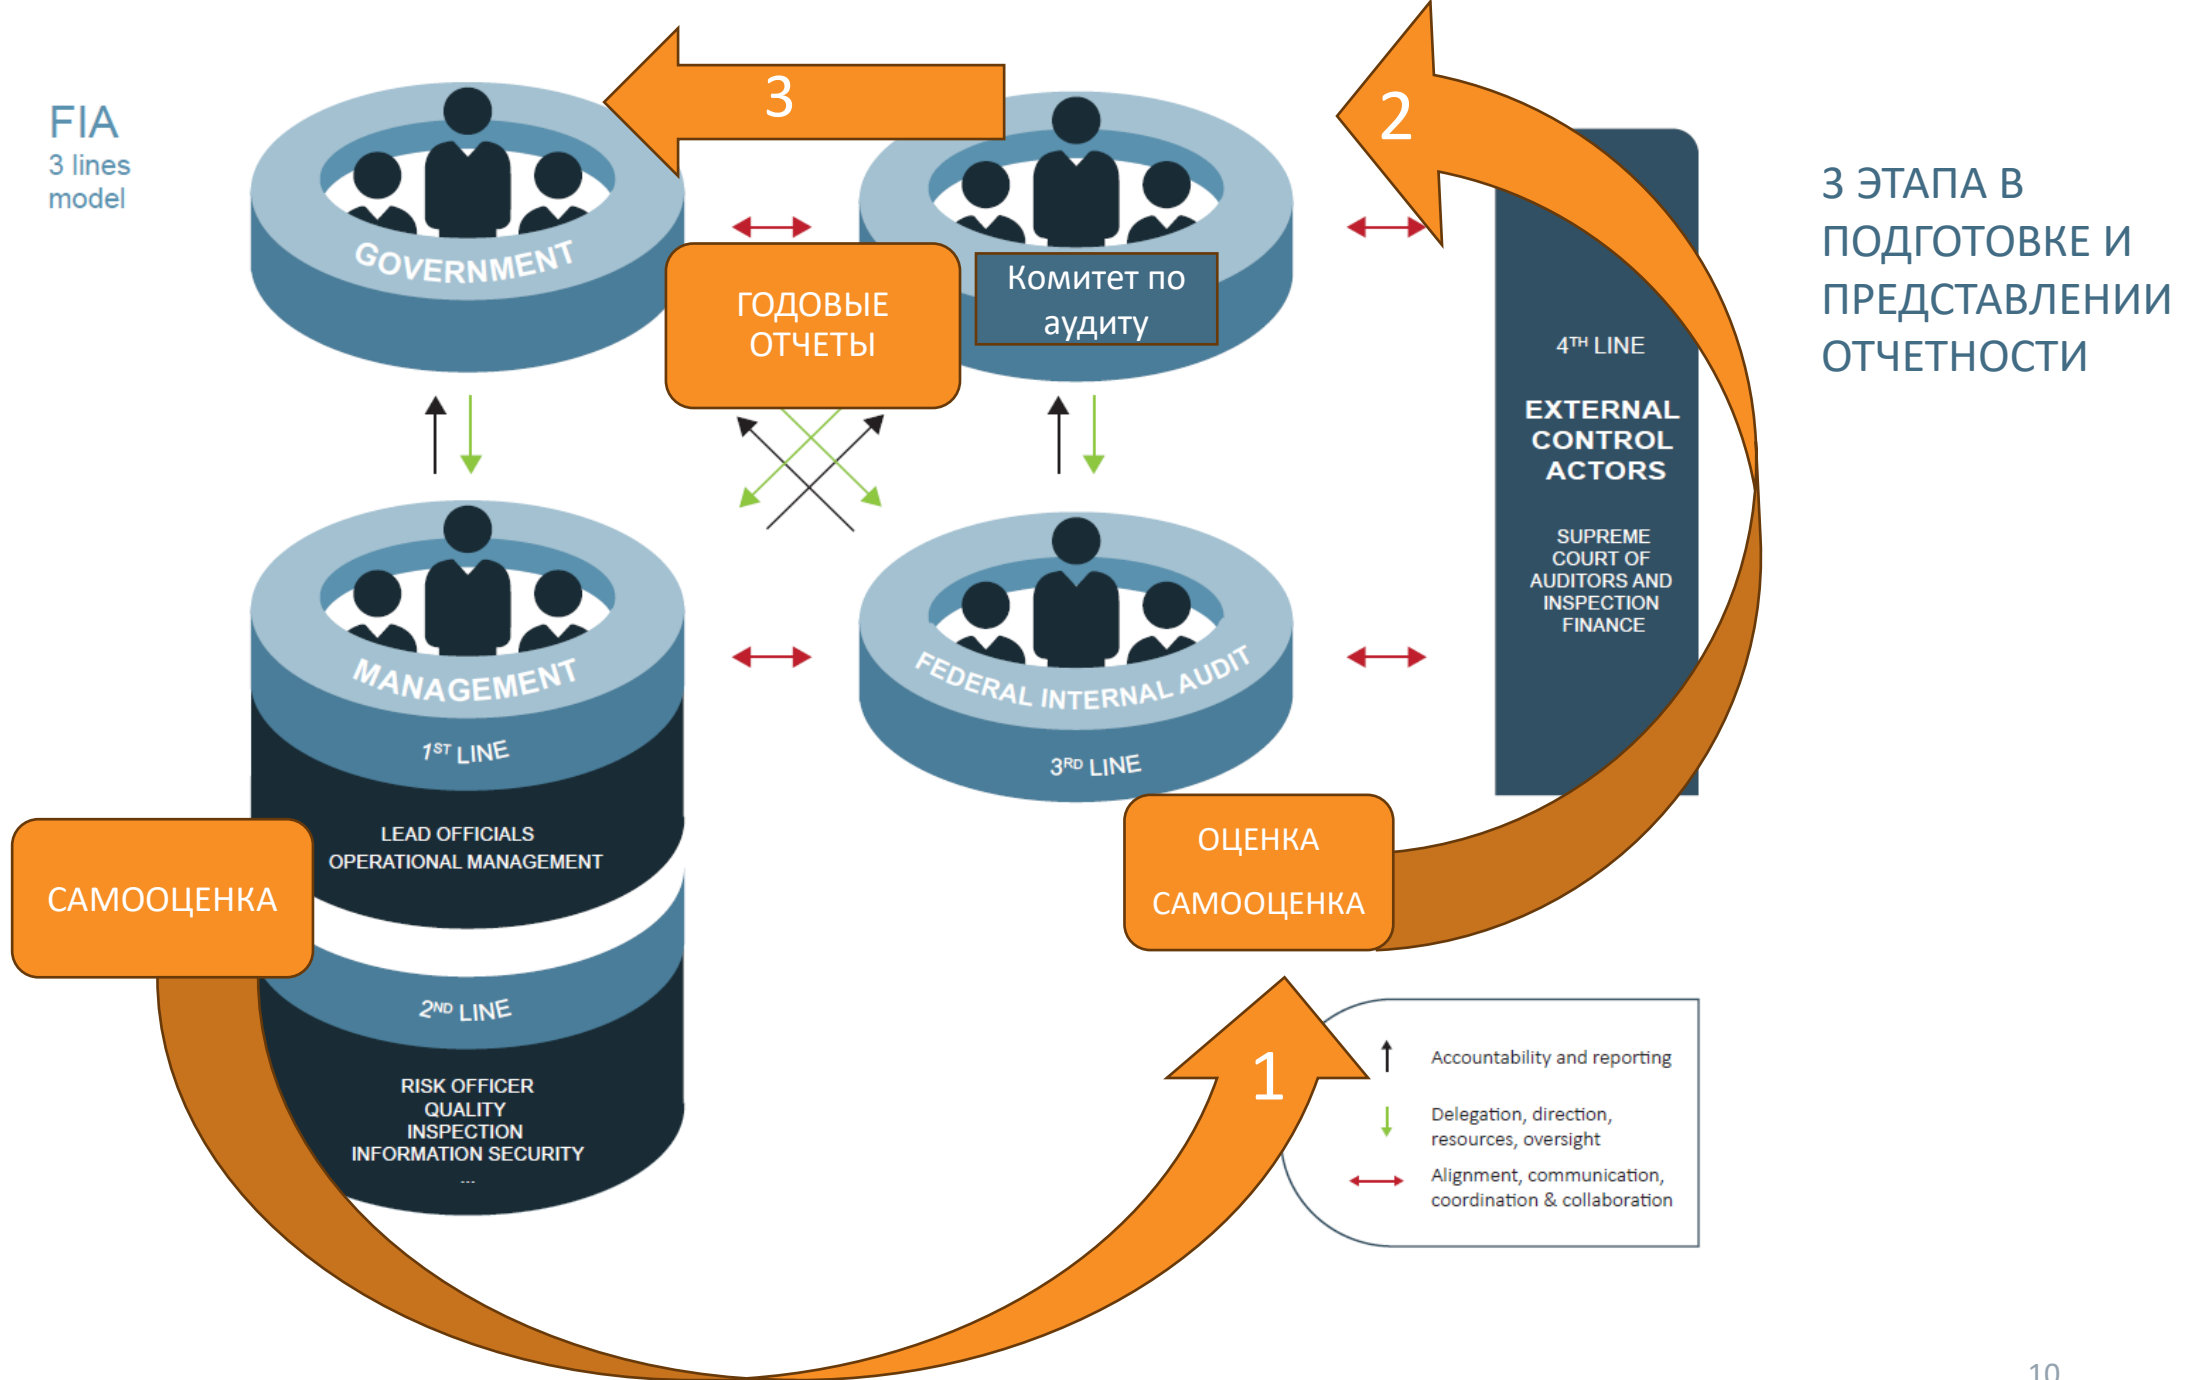 FIA
3 lines
model
3
2
GOVERNMENT
ГОДОВЫЕ
ОТЧЕТЫ
Комитет по
аудиту
3 ЭТАПА В
ПОДГОТОВКЕ И
ПРЕДСТАВЛЕНИИ
ОТЧЕТНОСТИ
4TH LINE
EXTERNAL
CONTROL
ACTORS
SUPREME
COURT OF
AUDITORS AND
INSPECTION
FINANCE
MANAGEMENT
1ST LINE
LEAD OFFICIALS
OPERATIONAL MANAGEMENT
FEDERAL INTERNAL AUDIT
3RD LINE
САМООЦЕНКА
ОЦЕНКА
САМООЦЕНКА
2ND LINE
RISK OFFICER
QUALITY
INSPECTION
INFORMATION SECURITY
...
1
Accountability and reporting
Delegation, direction,
resources, oversight
Alignment, communication,
coordination & collaboration
10